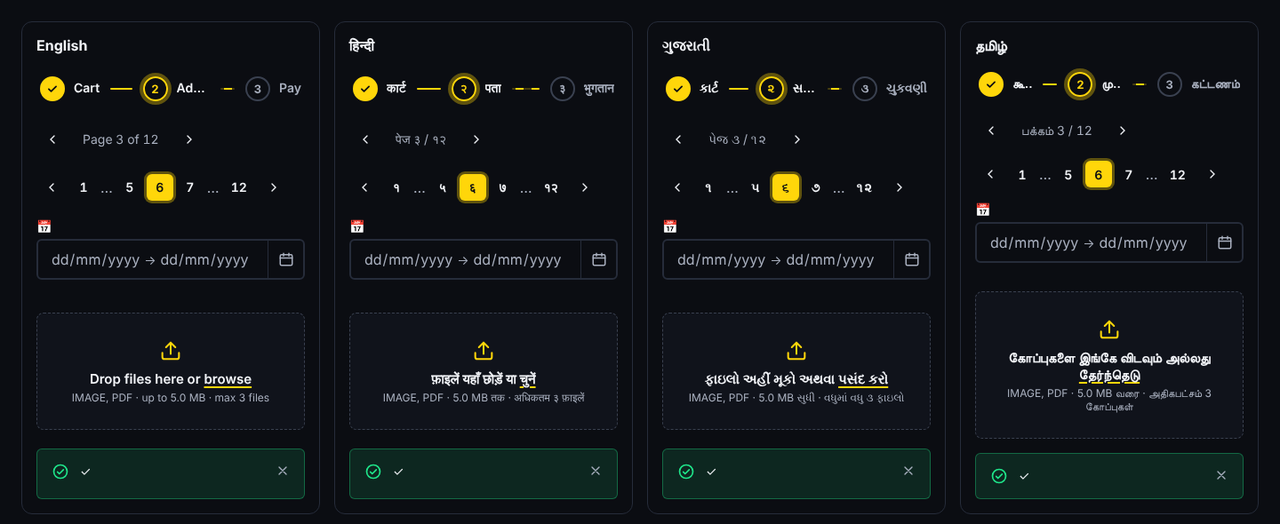 English
Cart 2 Ad... 3 Pay
Page 3 of 12
1 ... 5 6 7 ... 12
dd/mm/yyyy → dd/mm/yyyy
Drop files here or browse
IMAGE, PDF · up to 5.0 MB · max 3 files
हिन्दी
कार्ट २ पता ३ भुगतान
पेज ३ / १२
१ ... ५ ६ ७ ... १२
dd/mm/yyyy → dd/mm/yyyy
फ़ाइलें यहाँ छोड़ें या चुनें
IMAGE, PDF · 5.0 MB तक · अधिकतम ३ फ़ाइलें
ગુજરાતી
કાર્ટ ૨ સ... ૩ ચુકવણી
પેજ ૩ / ૧૨
૧ ... ૫ ૬ ૭ ... ૧૨
dd/mm/yyyy → dd/mm/yyyy
ફાઇલો અહીં મૂકો અથવા પસંદ કરો
IMAGE, PDF · 5.0 MB સુધી · વધુમાં વધુ ૩ ફાઇલો
தமிழ்
கூ.. 2 மு.. 3 கட்டணம்
பக்கம் 3 / 12
1 ... 5 6 7 ... 12
dd/mm/yyyy → dd/mm/yyyy
கோப்புகளை இங்கே விடவும் அல்லது
தேர்ந்தெடு
IMAGE, PDF · 5.0 MB வரை · அதிகபட்சம் 3
கோப்புகள்